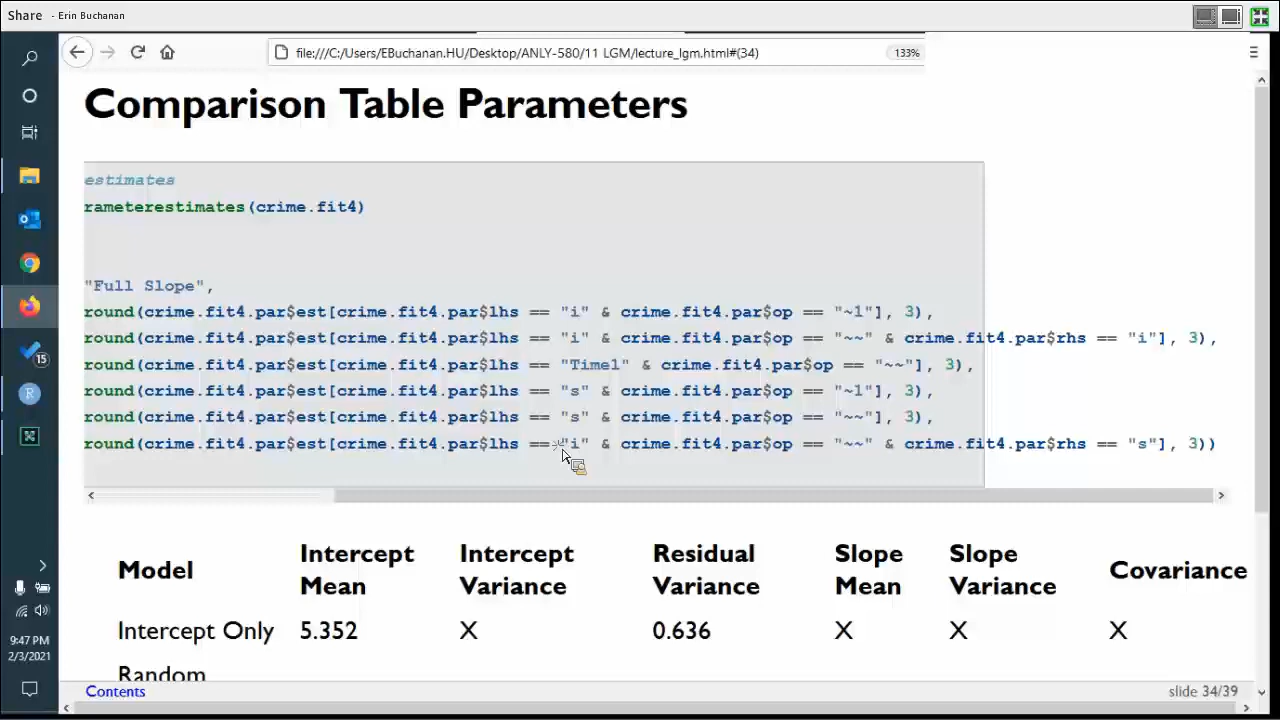 Share - Erin Buchanan
file:///C:/Users/EBuchanan.HU/Desktop/ANLY-580/11 LGM/lecture_lgm.html#(34)
133%
Comparison Table Parameters
estimates
rameterestimates(crime.fit4)
"Full Slope",
round(crime.fit4.par$est[crime.fit4.par$lhs == "i" & crime.fit4.par$op == "~1"], 3),
round(crime.fit4.par$est[crime.fit4.par$lhs == "i" & crime.fit4.par$op == "~~" & crime.fit4.par$rhs == "i"], 3),
round(crime.fit4.par$est[crime.fit4.par$lhs == "Time1" & crime.fit4.par$op == "~~"], 3),
round(crime.fit4.par$est[crime.fit4.par$lhs == "s" & crime.fit4.par$op == "~1"], 3),
round(crime.fit4.par$est[crime.fit4.par$lhs == "s" & crime.fit4.par$op == "~~"], 3),
round(crime.fit4.par$est[crime.fit4.par$lhs == "i" & crime.fit4.par$op == "~~" & crime.fit4.par$rhs == "s"], 3))
Model Intercept Mean Intercept Variance Residual Variance Slope Mean Slope Variance Covariance
Intercept Only 5.352 X 0.636 X X X
Random
Contents
slide 34/39
15
9:47 PM
2/3/2021